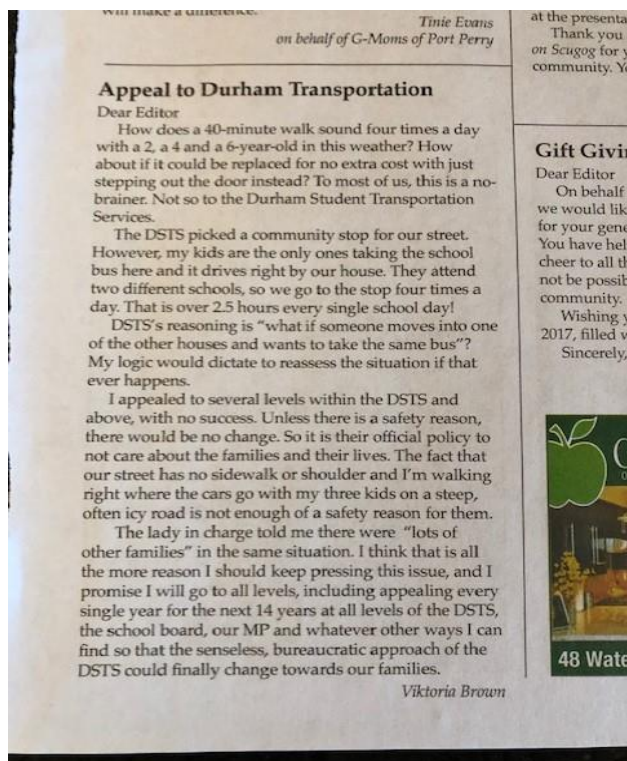 will make a difference.
Tinie Evans
on behalf of G-Moms of Port Perry
Appeal to Durham Transportation
Dear Editor
How does a 40-minute walk sound four times a day
with a 2, a 4 and a 6-year-old in this weather? How
about if it could be replaced for no extra cost with just
stepping out the door instead? To most of us, this is a no-
brainer. Not so to the Durham Student Transportation
Services.
The DSTS picked a community stop for our street.
However, my kids are the only ones taking the school
bus here and it drives right by our house. They attend
two different schools, so we go to the stop four times a
day. That is over 2.5 hours every single school day!
DSTS's reasoning is "what if someone moves into one
of the other houses and wants to take the same bus"?
My logic would dictate to reassess the situation if that
ever happens.
I appealed to several levels within the DSTS and
above, with no success. Unless there is a safety reason,
there would be no change. So it is their official policy to
not care about the families and their lives. The fact that
our street has no sidewalk or shoulder and I'm walking
right where the cars go with my three kids on a steep,
often icy road is not enough of a safety reason for them.
The lady in charge told me there were "lots of
other families" in the same situation. I think that is all
the more reason I should keep pressing this issue, and I
promise I will go to all levels, including appealing every
single year for the next 14 years at all levels of the DSTS,
the school board, our MP and whatever other ways I can
find so that the senseless, bureaucratic approach of the
DSTS could finally change towards our families.
Viktoria Brown
at the
Thank you
on Scugog for
community.
Gift
Dear Editor
On behalf
we would
for your
You have
cheer to all
not be
community.
Wishing
2017, filled
Sincerely,
48